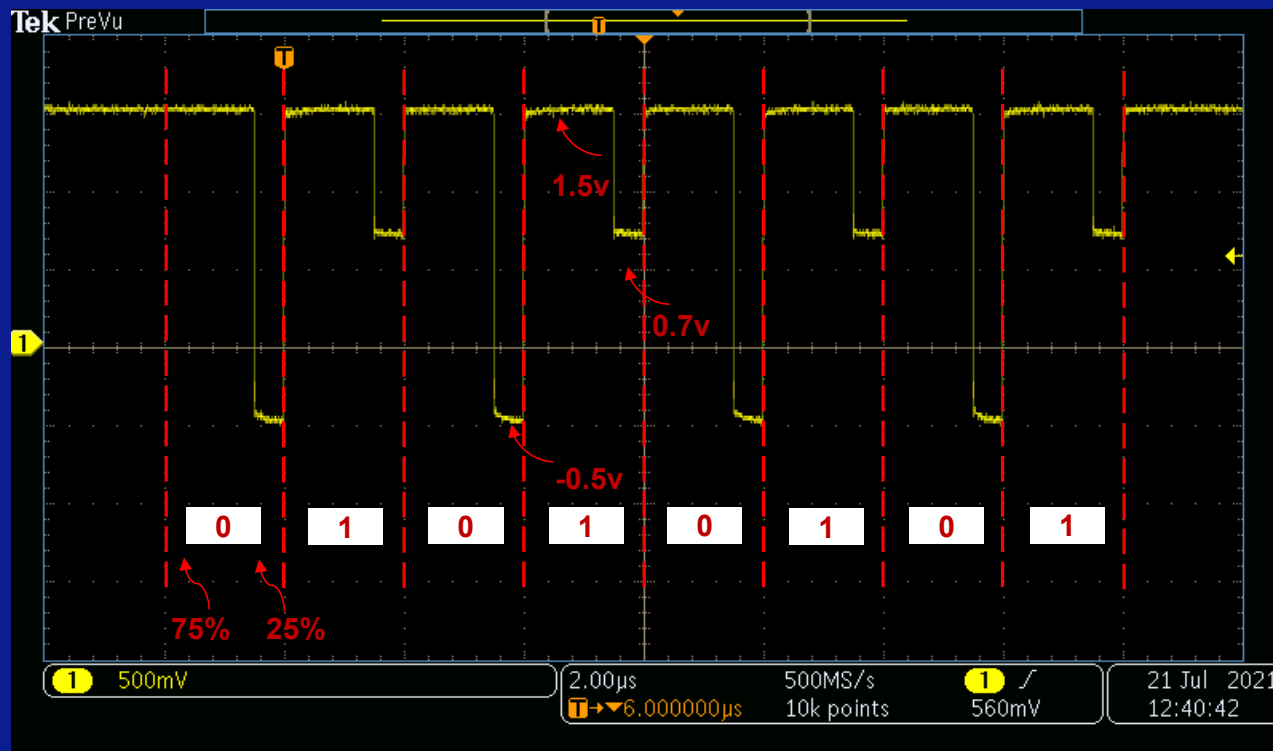 Tek PreVu
T
T
1.5v
0.7v
1
-0.5v
0 1 0 1 0 1 0 1
75% 25%
1 500mV
2.00µs 500MS/s 1
T→▼6.000000µs 10k points 560mV
21 Jul 2021
12:40:42